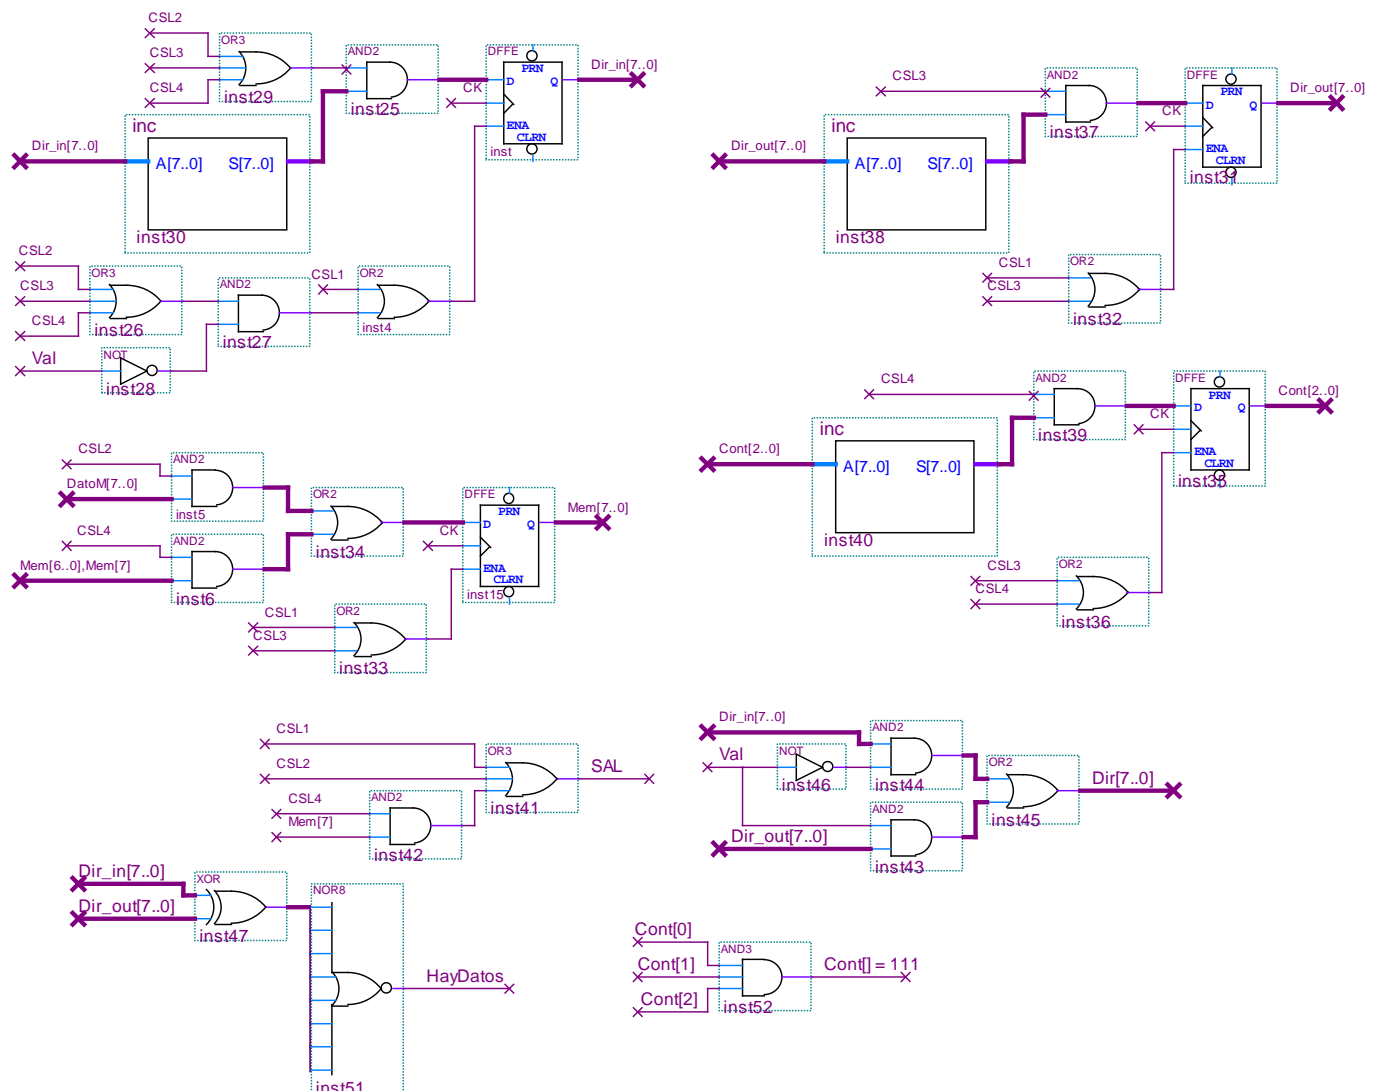 CSL2
CSL3
CSL4
OR3
inst29
AND2
inst25
DFFE
PRN
D
Q
CK
ENA
CLRN
inst
Dir_in[7..0]
Dir_in[7..0]
inc
A[7..0]
S[7..0]
inst30
CSL2
CSL3
CSL4
OR3
inst26
Val
NOT
inst28
AND2
inst27
CSL1
OR2
inst4
CSL3
AND2
inst37
DFFE
PRN
D
Q
CK
ENA
CLRN
inst31
Dir_out[7..0]
Dir_out[7..0]
inc
A[7..0]
S[7..0]
inst38
CSL1
CSL3
OR2
inst32
CSL2
DatoM[7..0]
AND2
inst5
CSL4
Mem[6..0],Mem[7]
AND2
inst6
OR2
inst34
DFFE
PRN
D
Q
CK
ENA
CLRN
inst15
Mem[7..0]
CSL1
CSL3
OR2
inst33
CSL4
AND2
inst39
DFFE
PRN
D
Q
CK
ENA
CLRN
inst35
Cont[2..0]
Cont[2..0]
inc
A[7..0]
S[7..0]
inst40
CSL3
CSL4
OR2
inst36
CSL1
CSL2
CSL4
Mem[7]
AND2
inst42
OR3
inst41
SAL
Dir_in[7..0]
Val
NOT
inst46
AND2
inst44
AND2
inst43
Dir_out[7..0]
OR2
inst45
Dir[7..0]
Dir_in[7..0]
Dir_out[7..0]
XOR
inst47
NOR8
HayDatos
inst51
Cont[0]
Cont[1]
Cont[2]
AND3
inst52
Cont[] = 111